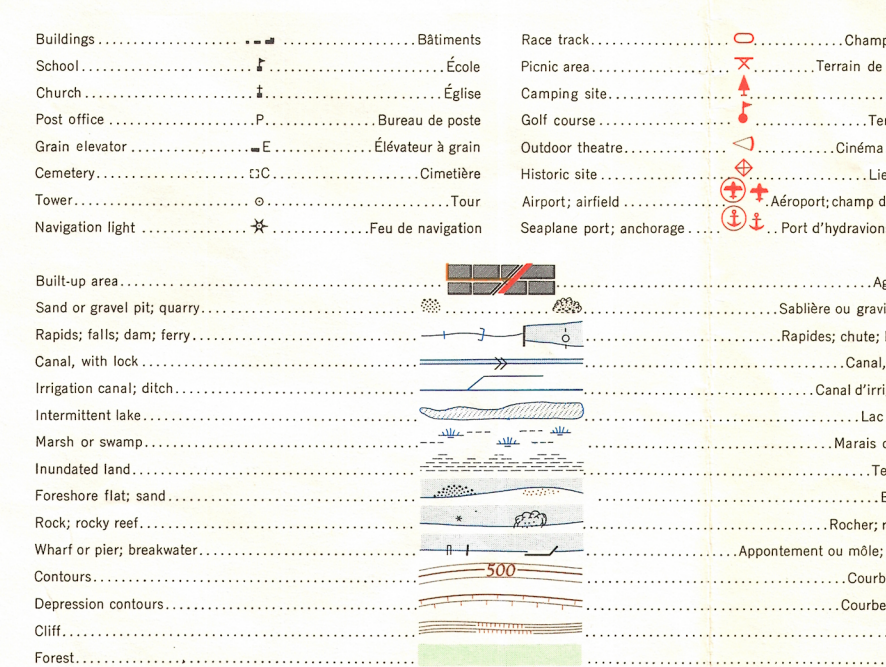 Buildings Bâtiments
School École
Church Église
Post office P Bureau de poste
Grain elevator E Élévateur à grain
Cemetery C Cimetière
Tower Tour
Navigation light Feu de navigation
Race track Champ
Picnic area Terrain de
Camping site
Golf course Ter
Outdoor theatre Cinéma
Historic site Lie
Airport; airfield Aéroport; champ d
Seaplane port; anchorage Port d'hydravion
Built-up area Ag
Sand or gravel pit; quarry Sablière ou gravi
Rapids; falls; dam; ferry Rapides; chute;
Canal, with lock Canal,
Irrigation canal; ditch Canal d'irri
Intermittent lake Lac
Marsh or swamp Marais
Inundated land Te
Foreshore flat; sand
Rock; rocky reef Rocher; r
Wharf or pier; breakwater Appontement ou môle;
Contours 500 Courb
Depression contours Courbe
Cliff
Forest